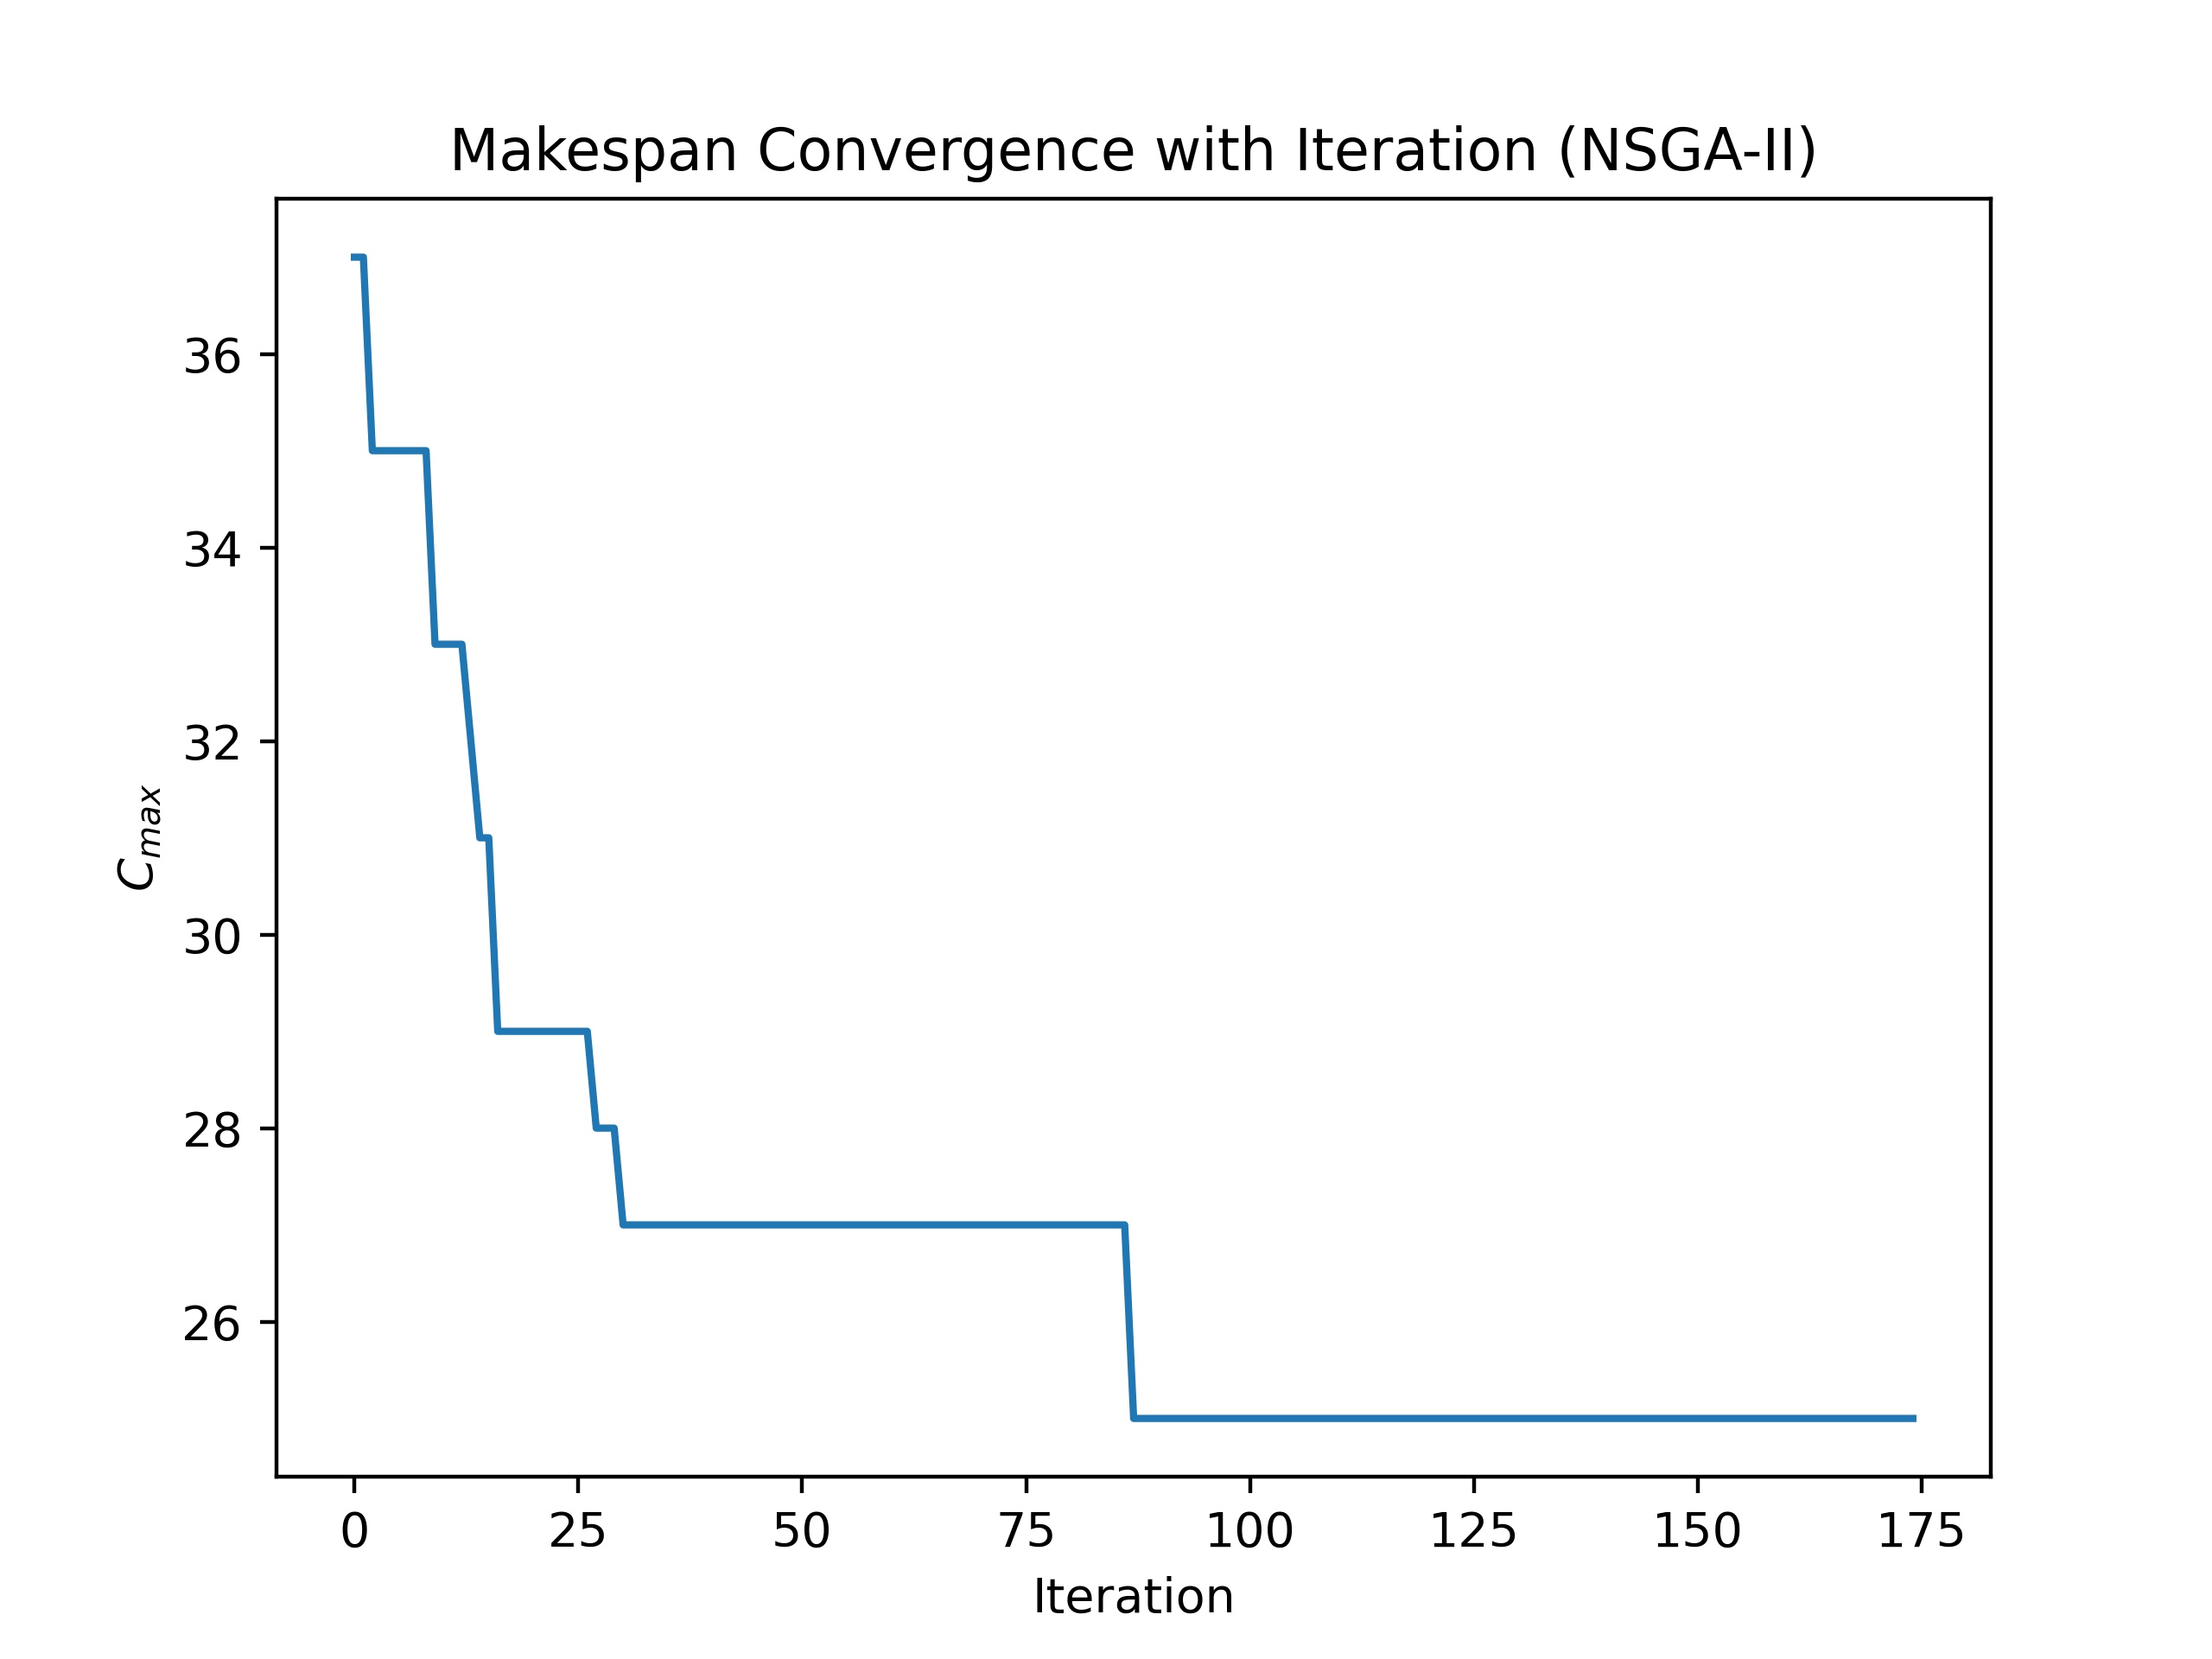 Makespan Convergence with Iteration (NSGA-II)
36
34
32
30
28
26
C_max
0 25 50 75 100 125 150 175
Iteration